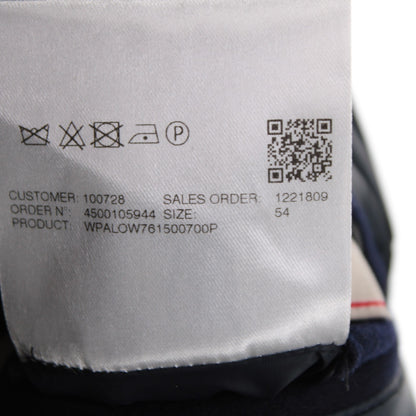 P
CUSTOMER: 100728 SALES ORDER: 1221809
ORDER N°: 4500105944 SIZE: 54
PRODUCT: WPALOW761500700P